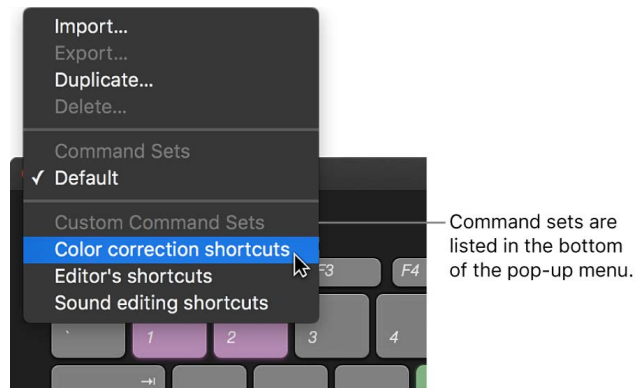 Import...
Export...
Duplicate...
Delete...
Command Sets
✓ Default
Custom Command Sets
Color correction shortcuts
Editor's shortcuts
Sound editing shortcuts
Command sets are
listed in the bottom
of the pop-up menu.
F3 F4
` 1 2 3 4